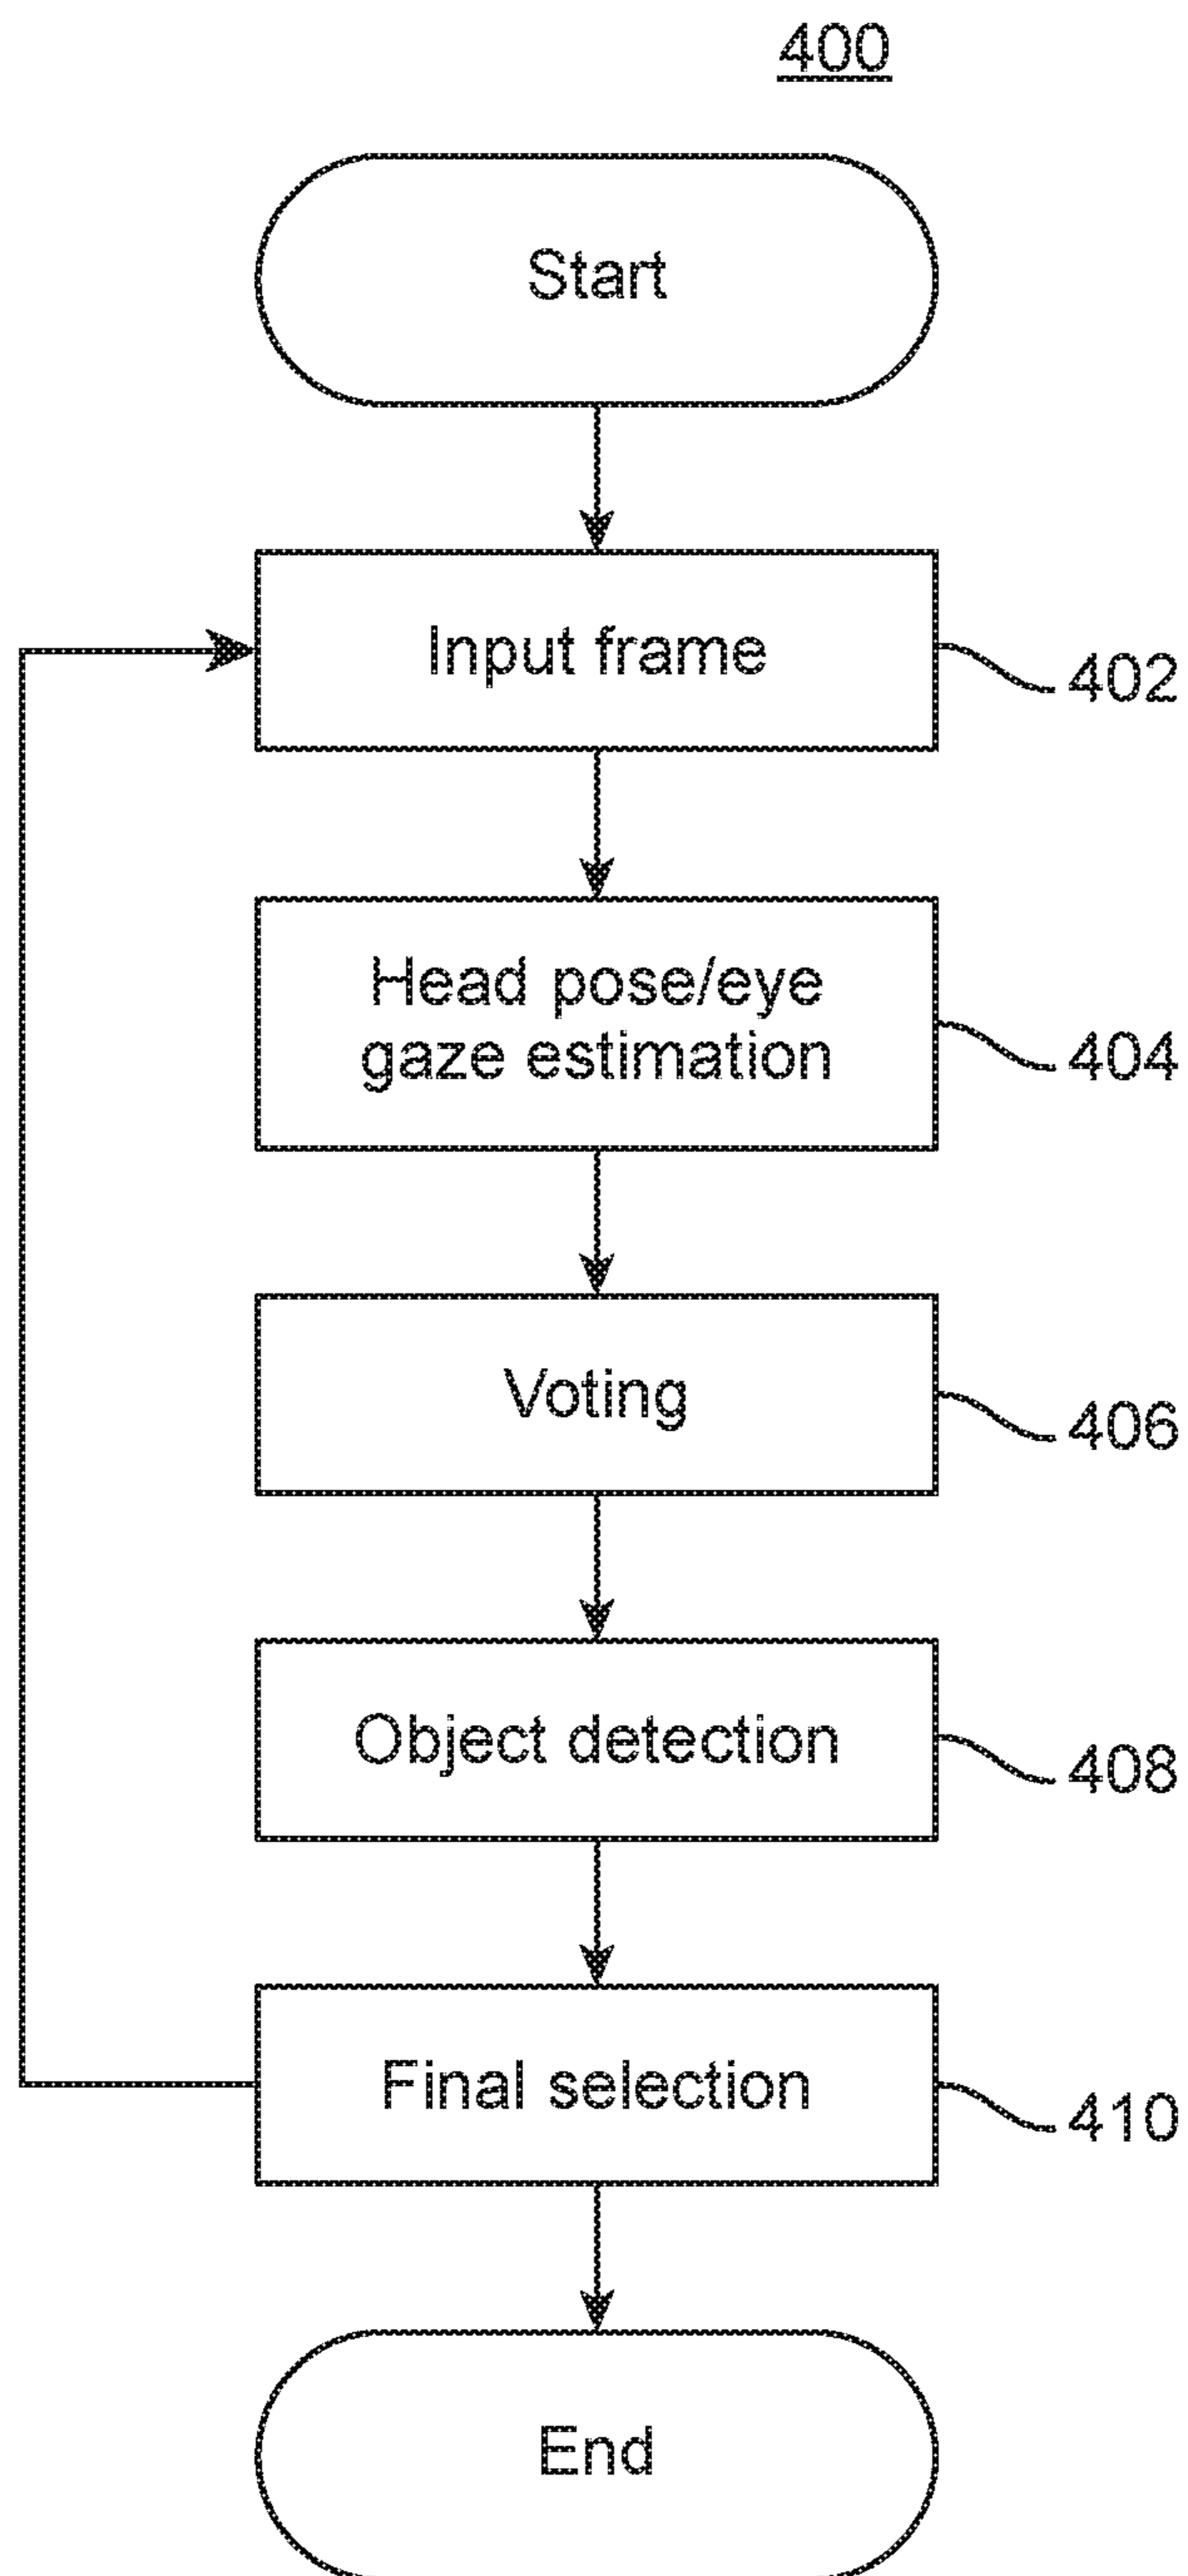 400
Start
Input frame
402
Head pose/eye
gaze estimation
404
Voting
406
Object detection
408
Final selection
410
End